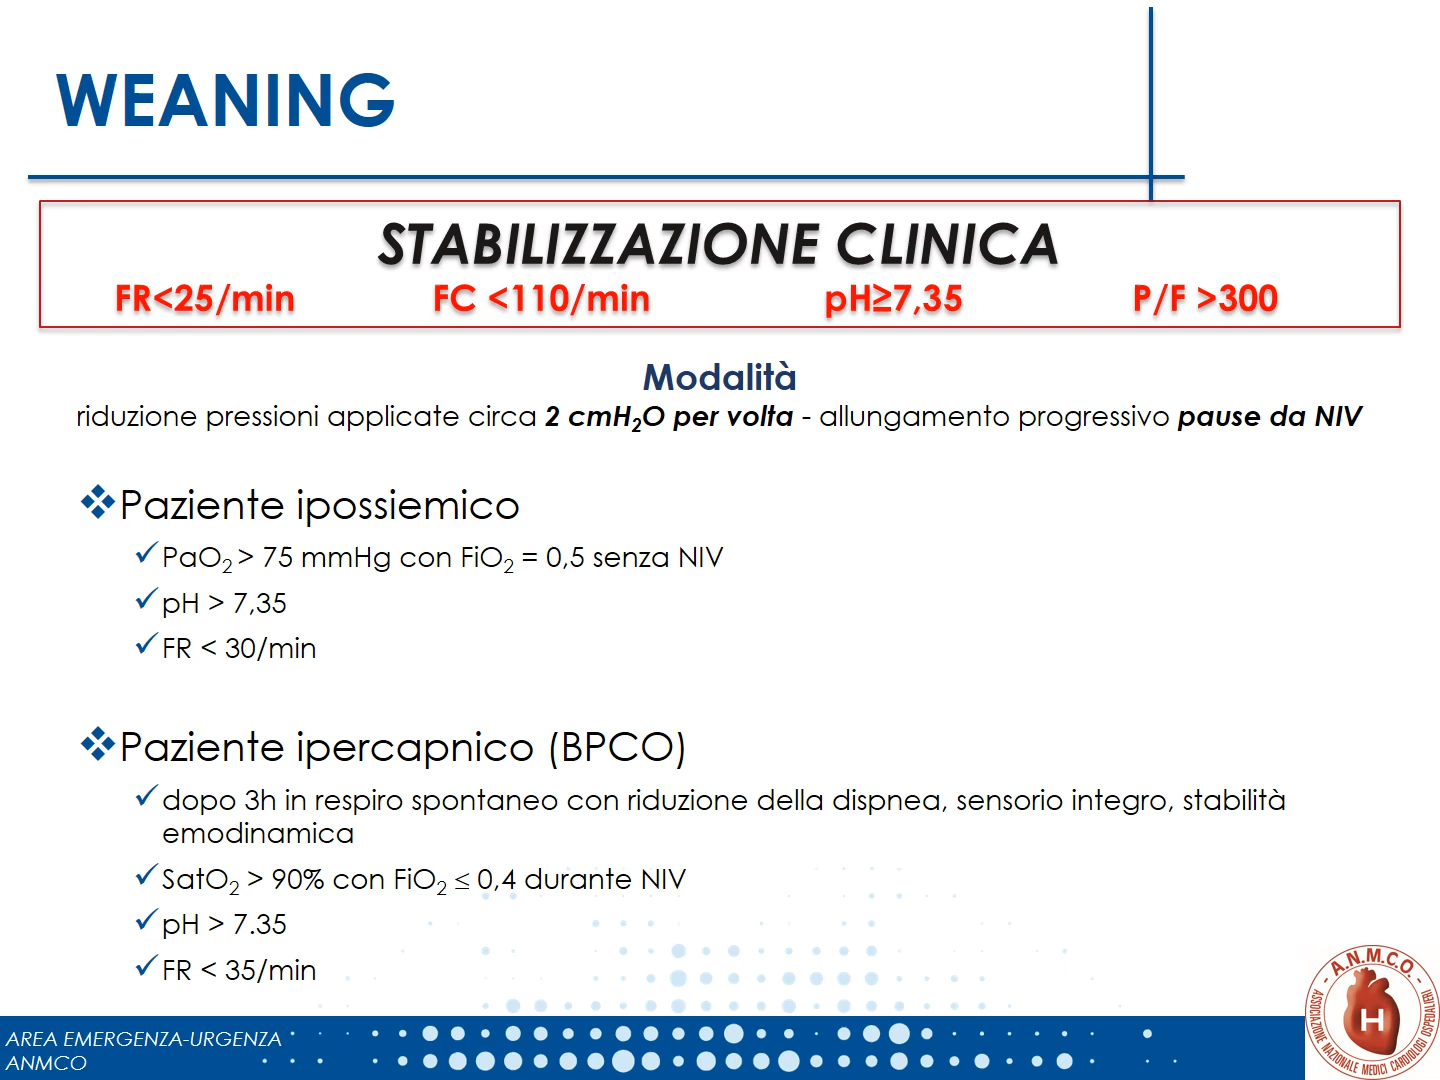 WEANING
STABILIZZAZIONE CLINICA
FR<25/min FC <110/min pH≥7,35 P/F >300
Modalità
riduzione pressioni applicate circa 2 cmH₂O per volta - allungamento progressivo pause da NIV
❖Paziente ipossiemico
✓PaO₂ > 75 mmHg con FiO₂ = 0,5 senza NIV
✓pH > 7,35
✓FR < 30/min
❖Paziente ipercapnico (BPCO)
✓dopo 3h in respiro spontaneo con riduzione della dispnea, sensorio integro, stabilità
emodinamica
✓SatO₂ > 90% con FiO₂ ≤ 0,4 durante NIV
✓pH > 7.35
✓FR < 35/min
AREA EMERGENZA-URGENZA
ANMCO
- A.N.M.C.O. -
ASSOCIAZIONE NAZIONALE MEDICI CARDIOLOGI OSPEDALIERI
H